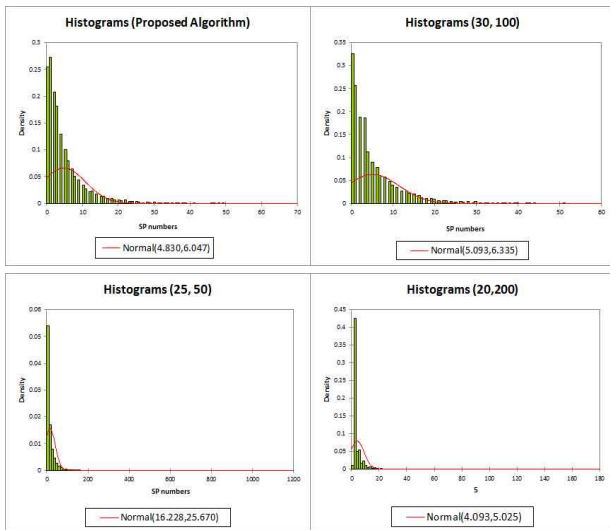 Histograms (Proposed Algorithm)
0.3
0.25
0.2
0.15
0.1
0.05
0
Density
0 10 20 30 40 50 60 70
SP numbers
Normal(4.830,6.047)
Histograms (30, 100)
0.35
0.3
0.25
0.2
0.15
0.1
0.05
0
Density
0 10 20 30 40 50 60
SP numbers
Normal(5.093,6.335)
Histograms (25, 50)
0.06
0.05
0.04
0.03
0.02
0.01
0
Density
0 200 400 600 800 1000 1200
SP numbers
Normal(16.228,25.670)
Histograms (20,200)
0.45
0.4
0.35
0.3
0.25
0.2
0.15
0.1
0.05
0
Density
0 20 40 60 80 100 120 140 160 180
5
Normal(4.093,5.025)